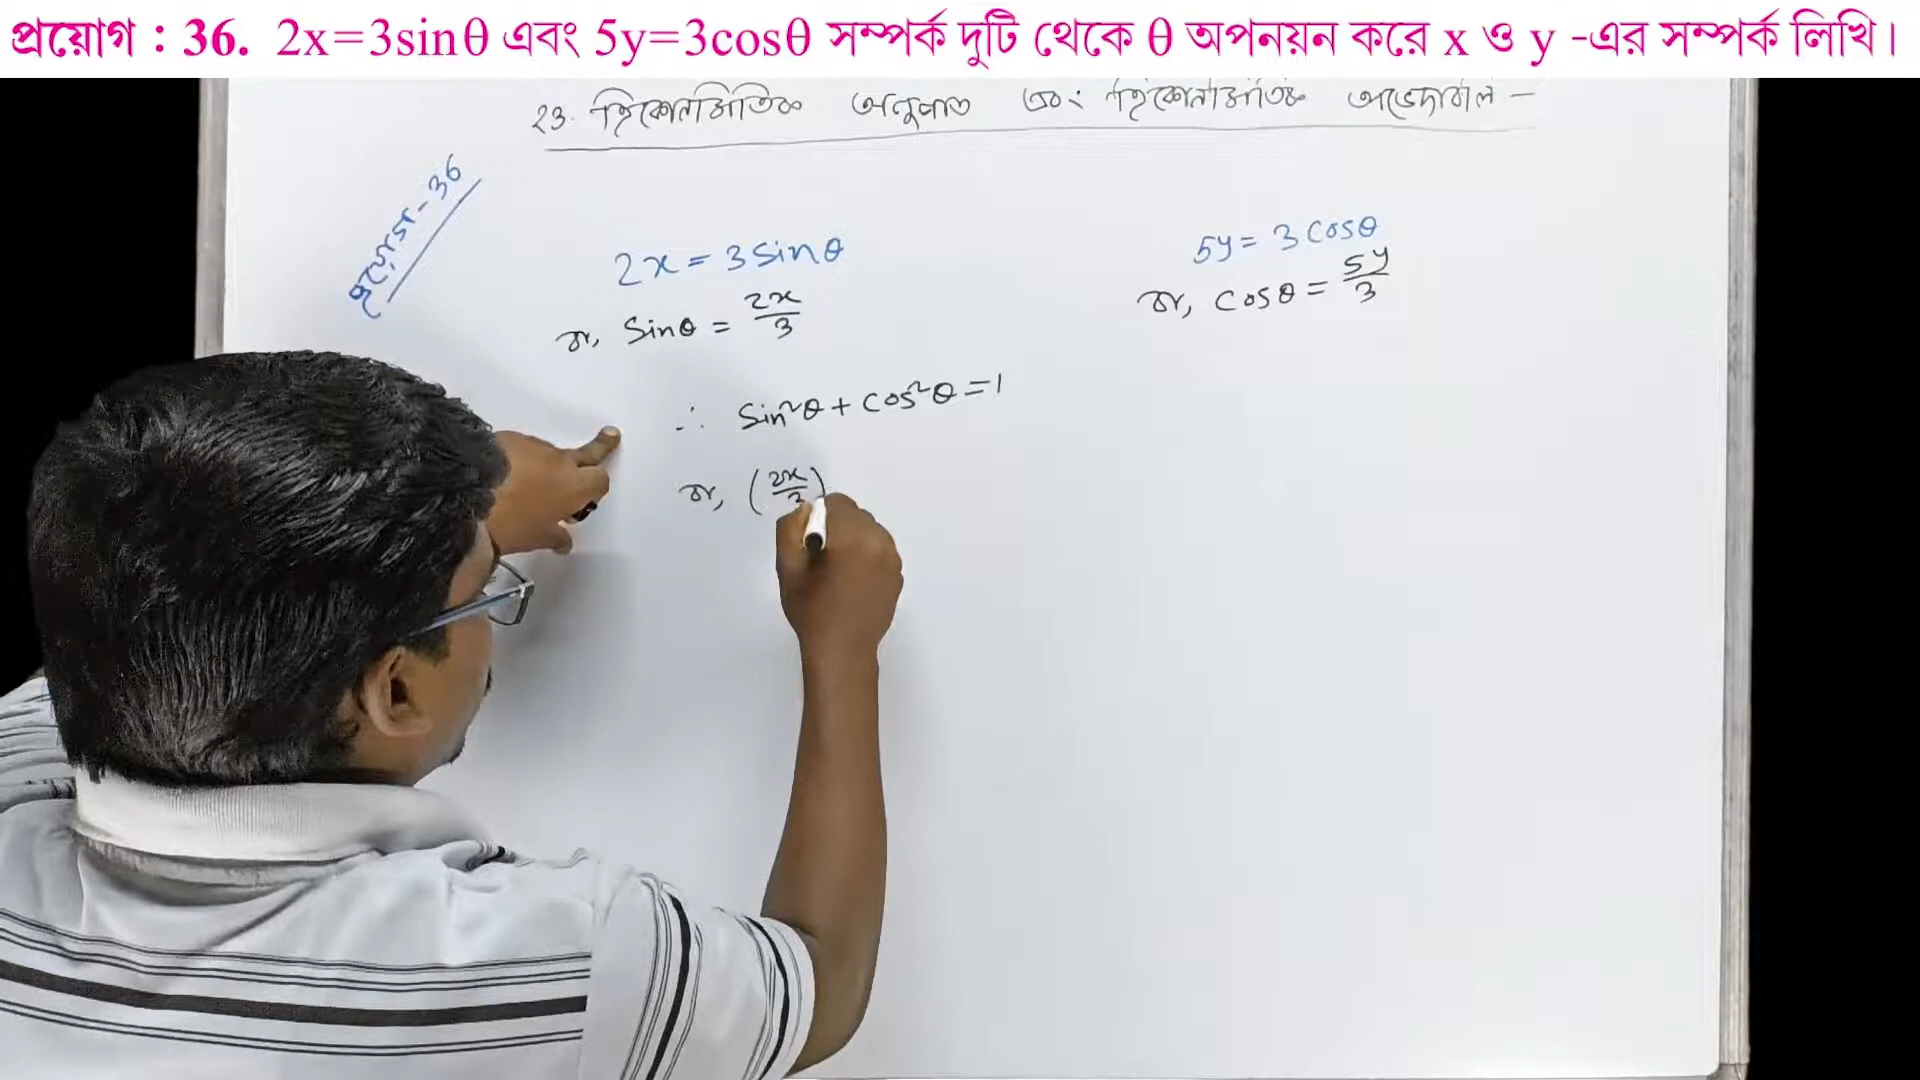 প্রয়োগ : 36. 2x=3sinθ এবং 5y=3cosθ সম্পর্ক দুটি থেকে θ অপনয়ন করে x ও y -এর সম্পর্ক লিখি।
23. ত্রিকোণমিতিক অনুপাত এবং ত্রিকোণমিতিক অভেদাবলি –
প্রয়োগ - 36
2x = 3 sinθ
5y = 3 cosθ
বা, sinθ = 2x/3
বা, cosθ = 5y/3
∴ sin²θ + cos²θ = 1
বা, (2x/3)